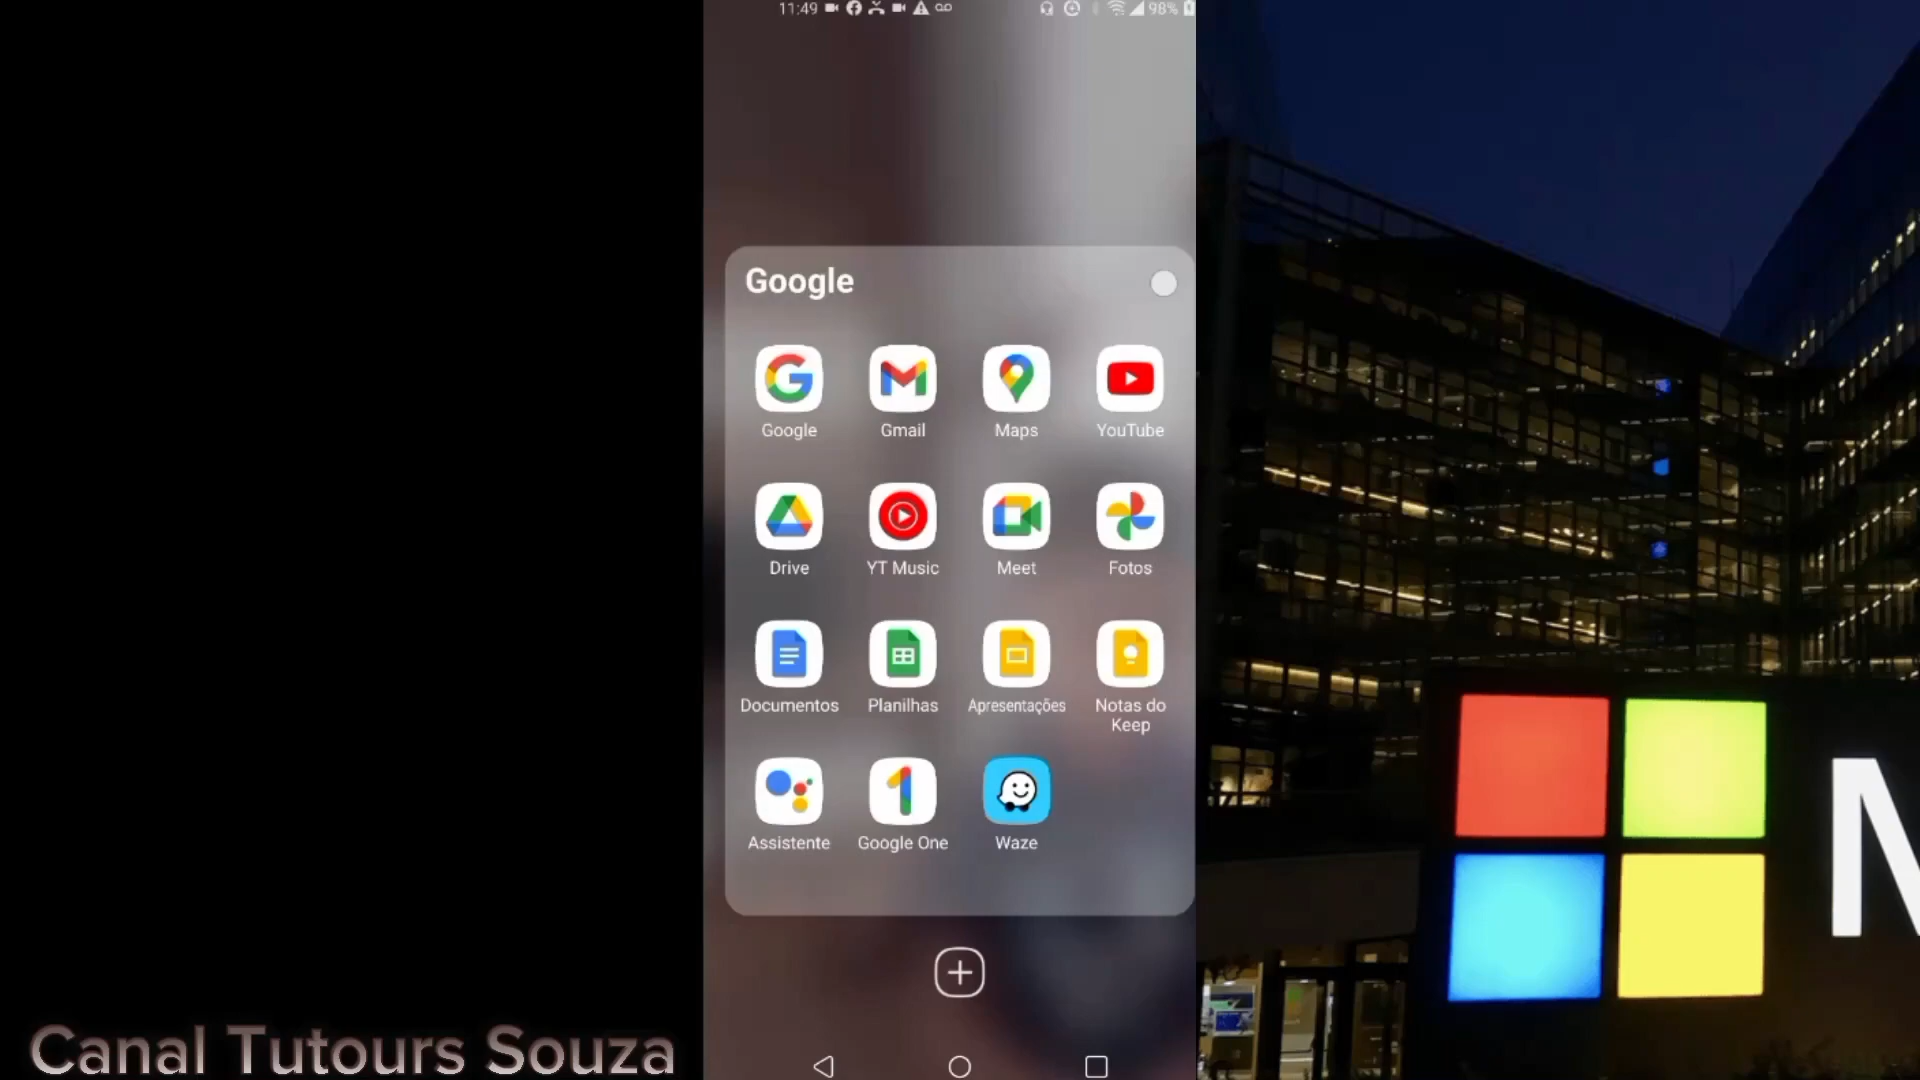 11:49
98%
Google
Google
Gmail
Maps
YouTube
Drive
YT Music
Meet
Fotos
Documentos
Planilhas
Apresentações
Notas do
Keep
Assistente
Google One
Waze
Canal Tutours Souza